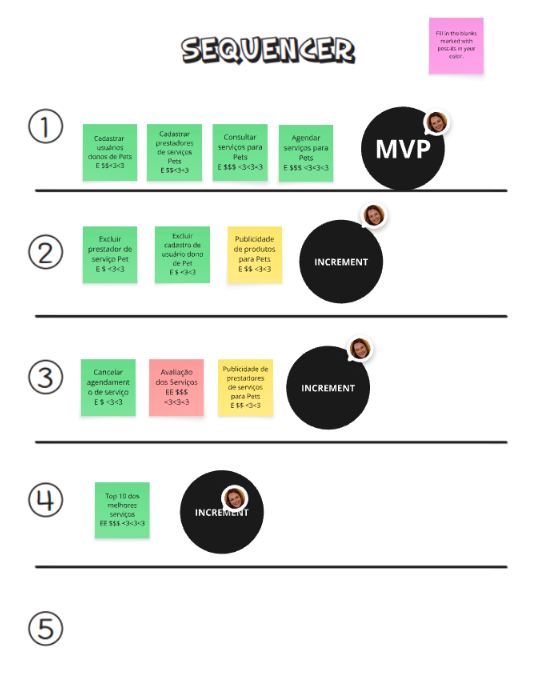 SEQUENCER
Fill in the blanks
marked with
post-its in your
color.
1
Cadastrar
usuários
donos de Pets
E $$<3<3
Cadastrar
prestadores
de serviços
Pets
E $$<3<3
Consultar
serviços para
Pets
E $$$ <3<3<3
Agendar
serviços para
Pets
E $$$ <3<3<3
MVP
2
Excluir
prestador de
serviço Pet
E $ <3<3
Excluir
cadastro de
usuário dono
de Pet
E $ <3<3
Publicidade
de produtos
para Pets
E $$ <3<3
INCREMENT
3
Cancelar
agendament
o de serviço
E $ <3<3
Avaliação
dos Serviços
EE $$$
<3<3<3
Publicidade de
prestadores
de serviços
para Pets
E $$ <3<3
INCREMENT
4
Top 10 dos
melhores
serviços
EE $$$ <3<3<3
INCREMENT
5